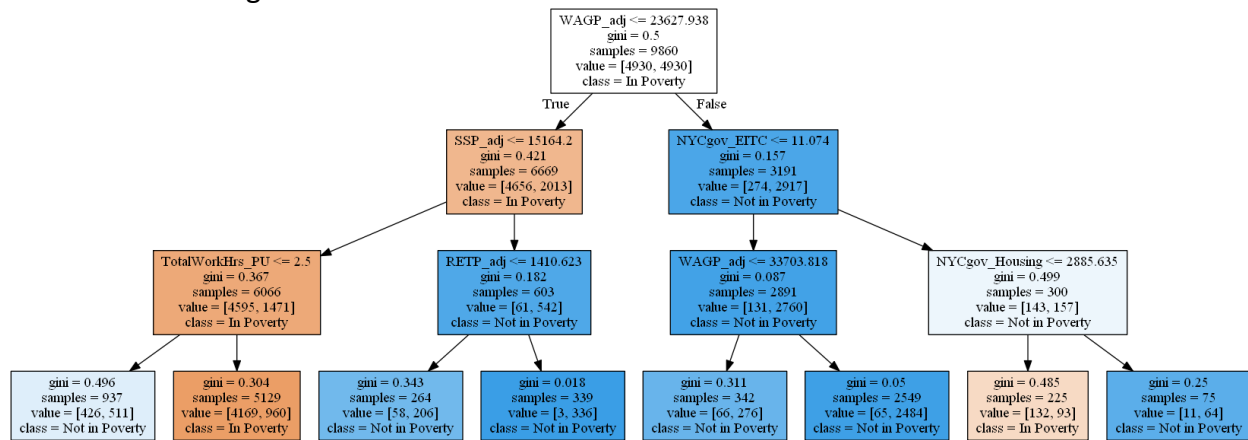 WAGP_adj <= 23627.938
gini = 0.5
samples = 9860
value = [4930, 4930]
class = In Poverty
True
False
SSP_adj <= 15164.2
gini = 0.421
samples = 6669
value = [4656, 2013]
class = In Poverty
NYCgov_EITC <= 11.074
gini = 0.157
samples = 3191
value = [274, 2917]
class = Not in Poverty
TotalWorkHrs_PU <= 2.5
gini = 0.367
samples = 6066
value = [4595, 1471]
class = In Poverty
RETP_adj <= 1410.623
gini = 0.182
samples = 603
value = [61, 542]
class = Not in Poverty
WAGP_adj <= 33703.818
gini = 0.087
samples = 2891
value = [131, 2760]
class = Not in Poverty
NYCgov_Housing <= 2885.635
gini = 0.499
samples = 300
value = [143, 157]
class = Not in Poverty
gini = 0.496
samples = 937
value = [426, 511]
class = Not in Poverty
gini = 0.304
samples = 5129
value = [4169, 960]
class = In Poverty
gini = 0.343
samples = 264
value = [58, 206]
class = Not in Poverty
gini = 0.018
samples = 339
value = [3, 336]
class = Not in Poverty
gini = 0.311
samples = 342
value = [66, 276]
class = Not in Poverty
gini = 0.05
samples = 2549
value = [65, 2484]
class = Not in Poverty
gini = 0.485
samples = 225
value = [132, 93]
class = In Poverty
gini = 0.25
samples = 75
value = [11, 64]
class = Not in Poverty